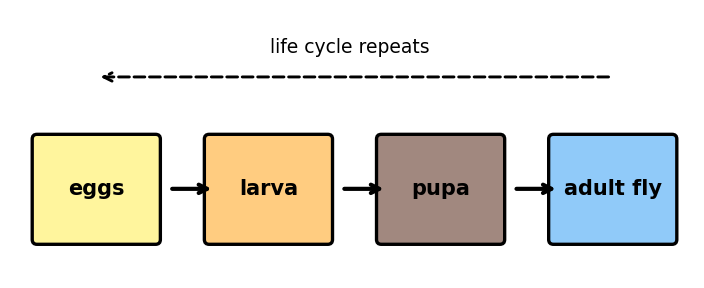 life cycle repeats
eggs
larva
pupa
adult fly